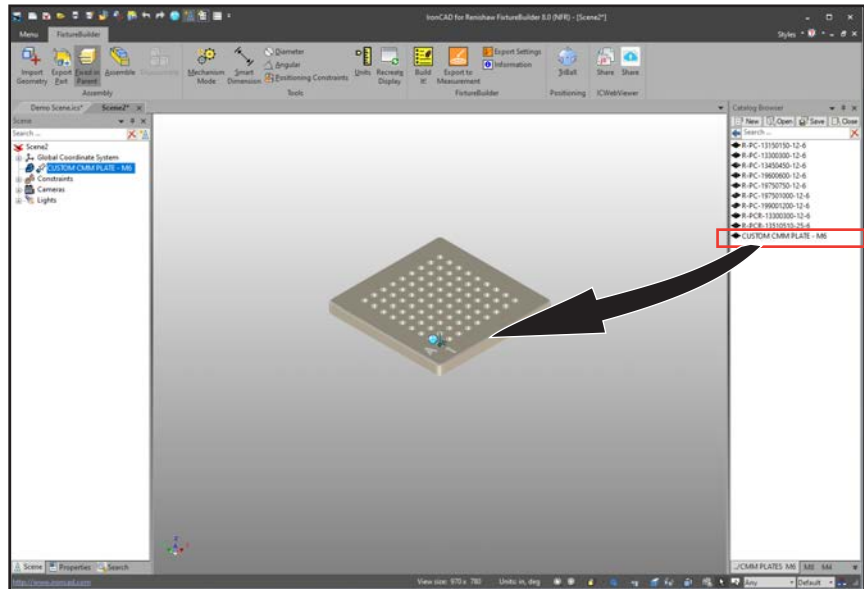 IronCAD for Renishaw FixtureBuilder 8.0 (NFR) - [Scene2*]
Menu FixtureBuilder Styles
Import Geometry Export Part Fixed in Parent Assemble
Mechanism Mode Smart Dimension Diameter Angular Positioning Constraints
Units Recreate Display Build It! Export to Measurement Export Settings Information
TriBall Share Share
Assembly Tools FixtureBuilder Positioning ICWebViewer
Demo Scene.ics* Scene2* Catalog Browser
Scene New Open Save Close
Search ... Search ...
Scene2
Global Coordinate System
CUSTOM CMM PLATE - M6
Constraints
Cameras
Lights
R-PC-13150150-12-6
R-PC-13300300-12-6
R-PC-13450450-12-6
R-PC-19600600-12-6
R-PC-19750750-12-6
R-PC-197501000-12-6
R-PC-199001200-12-6
R-PCR-13300300-12-6
R-PCR-13510510-25-6
CUSTOM CMM PLATE - M6
Scene Properties Search ../CMM PLATES M6 M8 M4
http://www.ironcad.com View size: 970 x 780 Units: in, deg Any Default